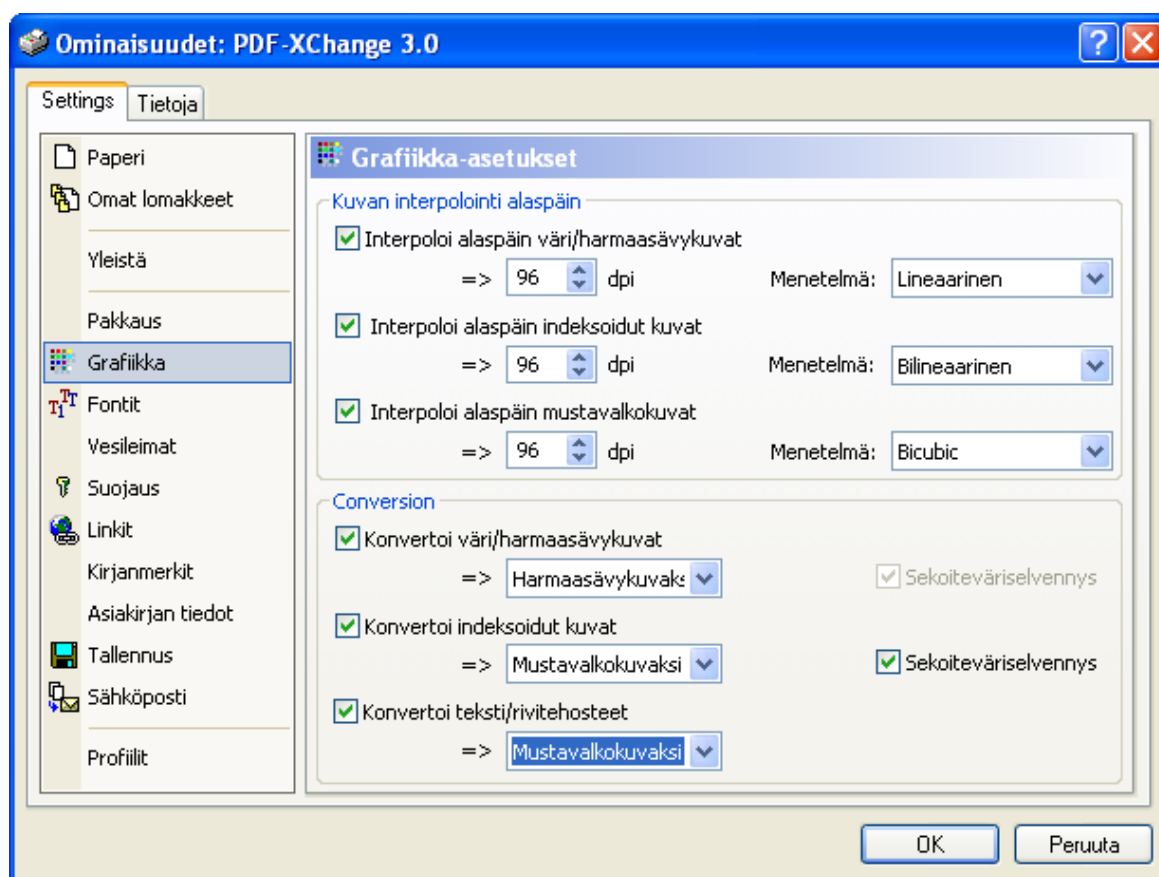 Ominaisuudet: PDF-XChange 3.0
Settings
Tietoja
Paperi
Omat lomakkeet
Yleistä
Pakkaus
Grafiikka
Fontit
Vesileimat
Suojaus
Linkit
Kirjanmerkit
Asiakirjan tiedot
Tallennus
Sähköposti
Profiilit
Grafiikka-asetukset
Kuvan interpolointi alaspäin
Interpoloi alaspäin väri/harmaasävykuvat
=> 96 dpi Menetelmä: Lineaarinen
Interpoloi alaspäin indeksoidut kuvat
=> 96 dpi Menetelmä: Bilineaarinen
Interpoloi alaspäin mustavalkokuvat
=> 96 dpi Menetelmä: Bicubic
Conversion
Konvertoi väri/harmaasävykuvat
=> Harmaasävykuvaks Sekoiteväriselvennys
Konvertoi indeksoidut kuvat
=> Mustavalkokuvaksi Sekoiteväriselvennys
Konvertoi teksti/rivitehosteet
=> Mustavalkokuvaksi
OK
Peruuta